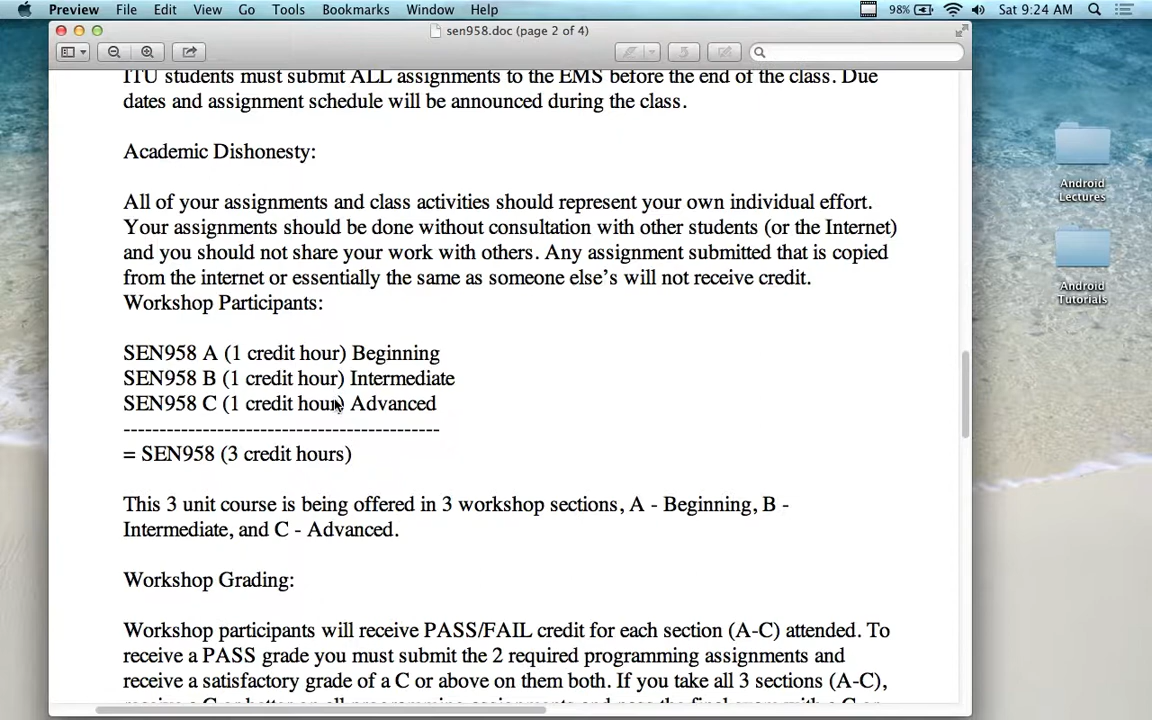 Preview File Edit View Go Tools Bookmarks Window Help 98% Sat 9:24 AM
sen958.doc (page 2 of 4)
ITU students must submit ALL assignments to the EMS before the end of the class. Due
dates and assignment schedule will be announced during the class.
Academic Dishonesty:
All of your assignments and class activities should represent your own individual effort.
Your assignments should be done without consultation with other students (or the Internet)
and you should not share your work with others. Any assignment submitted that is copied
from the internet or essentially the same as someone else's will not receive credit.
Workshop Participants:
SEN958 A (1 credit hour) Beginning
SEN958 B (1 credit hour) Intermediate
SEN958 C (1 credit hour) Advanced
--------------------------------------------
= SEN958 (3 credit hours)
This 3 unit course is being offered in 3 workshop sections, A - Beginning, B -
Intermediate, and C - Advanced.
Workshop Grading:
Workshop participants will receive PASS/FAIL credit for each section (A-C) attended. To
receive a PASS grade you must submit the 2 required programming assignments and
receive a satisfactory grade of a C or above on them both. If you take all 3 sections (A-C),
Android
Lectures
Android
Tutorials